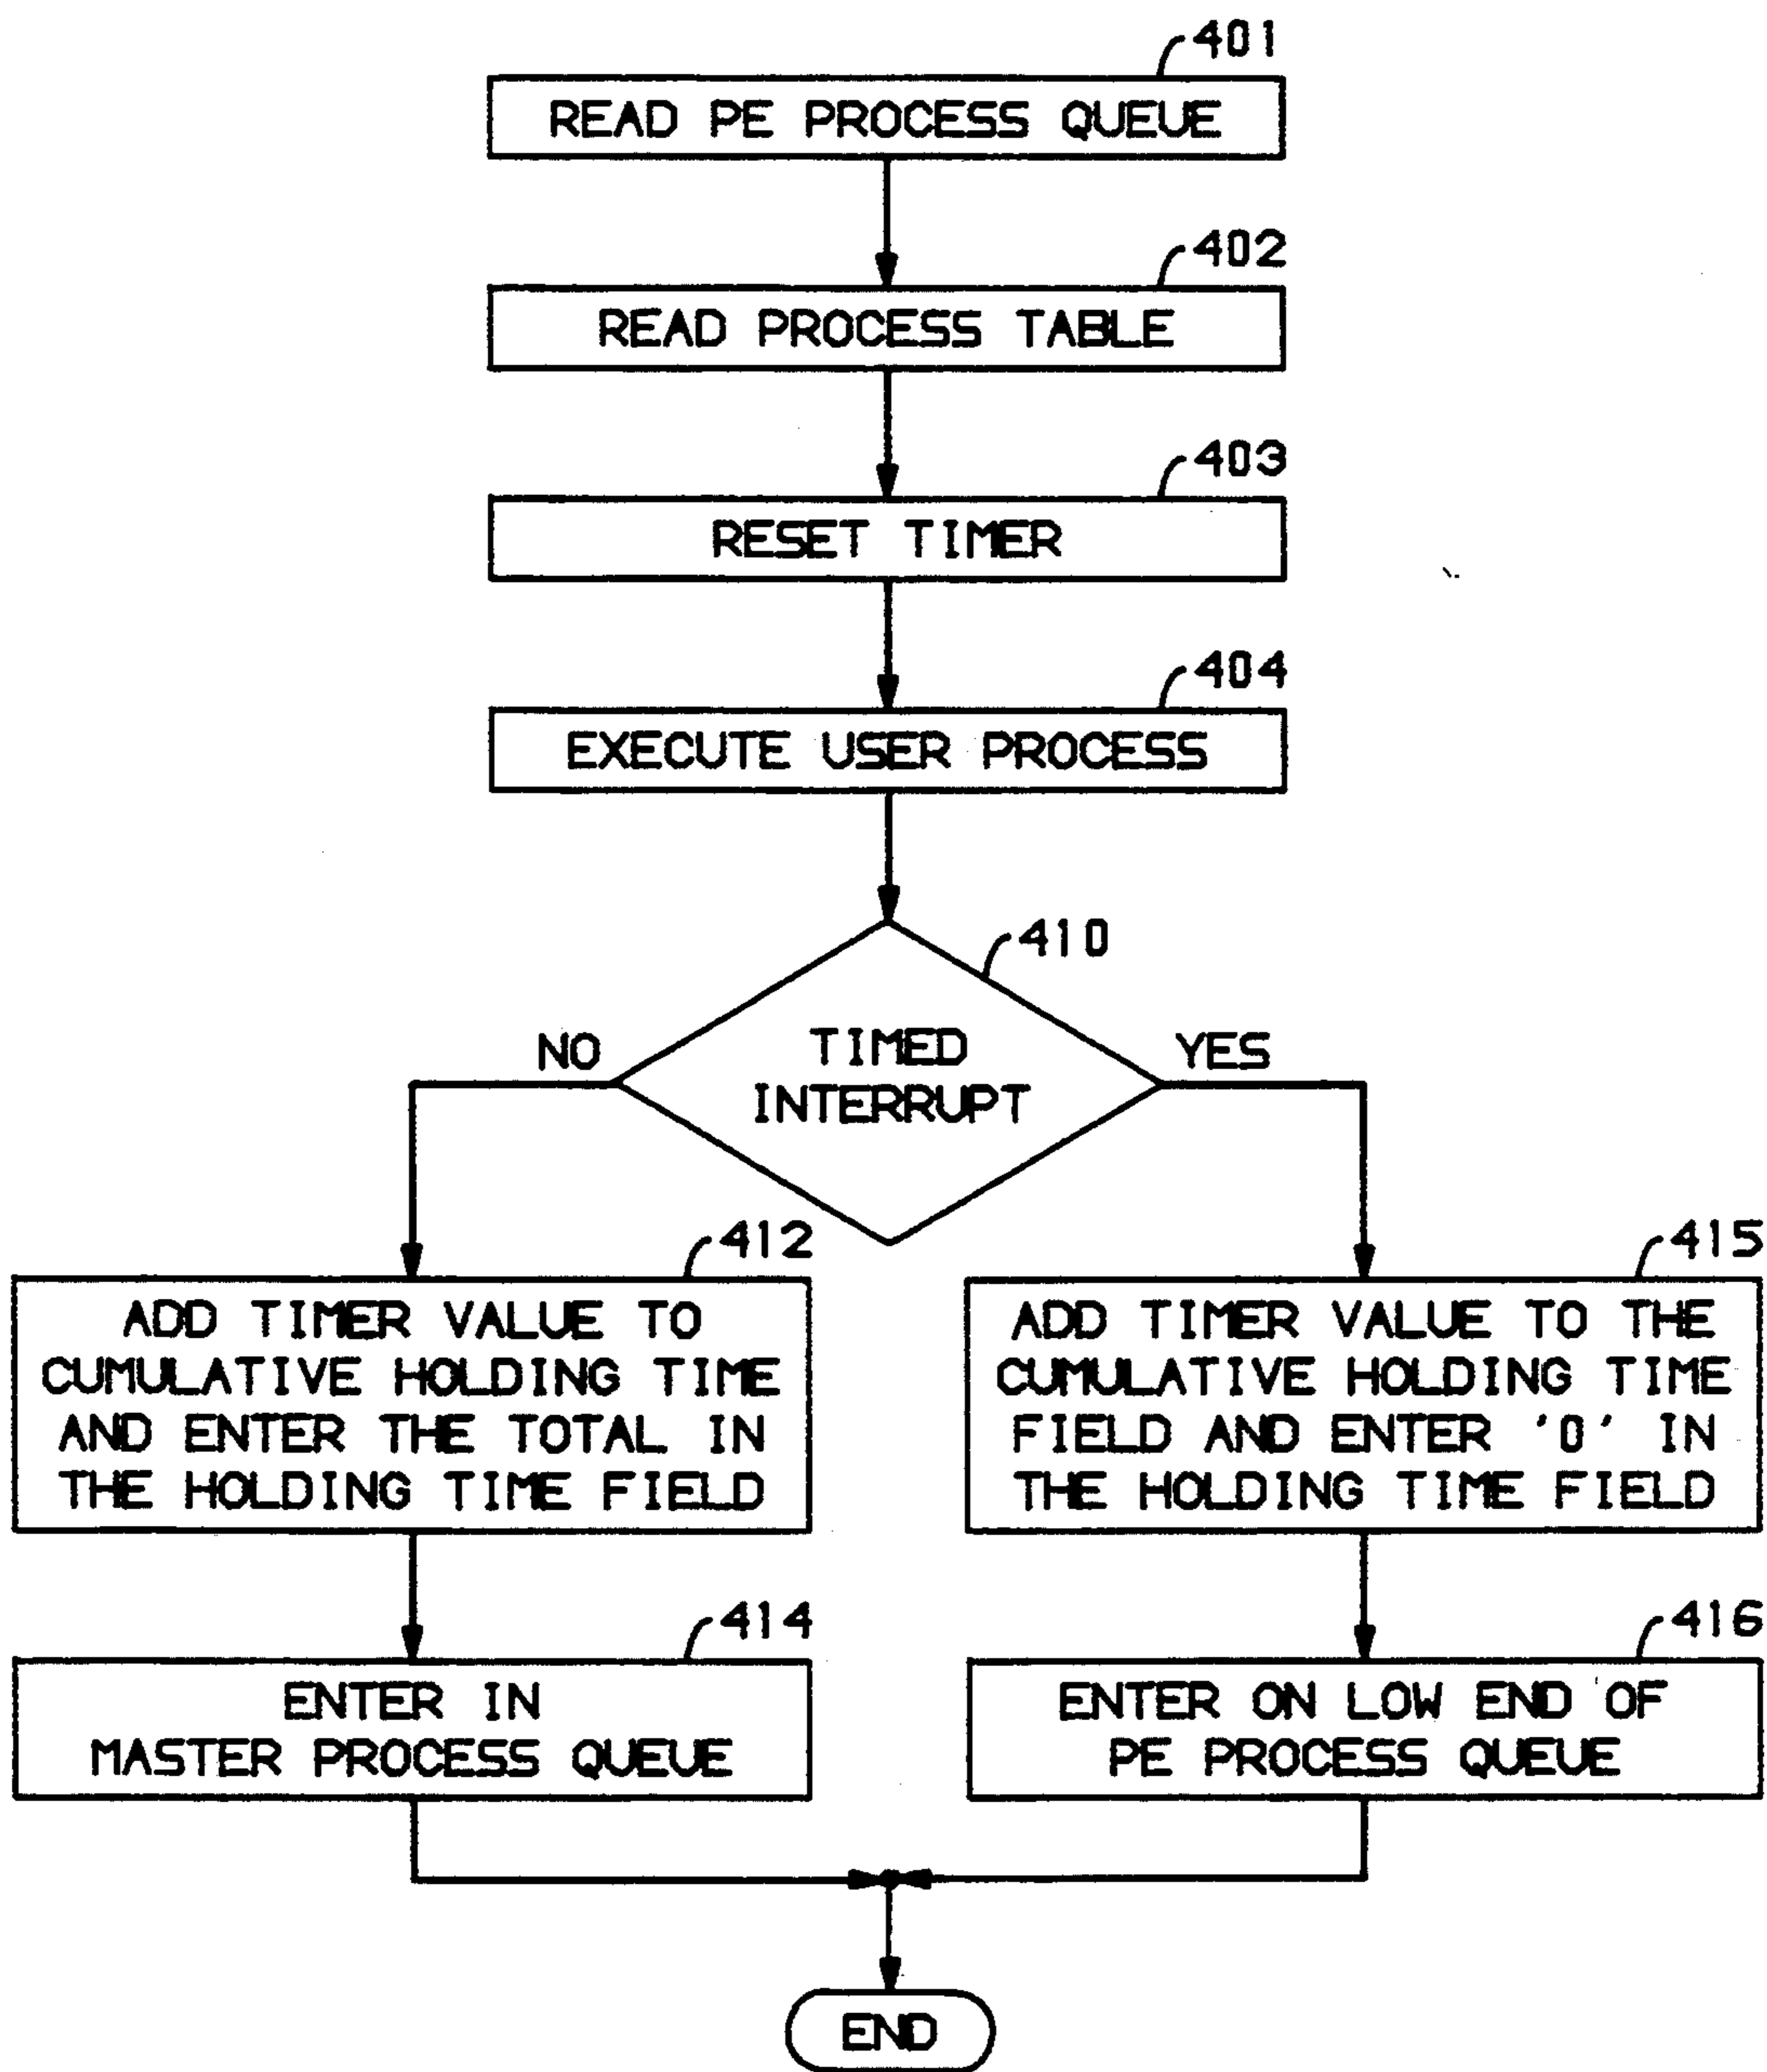 401
READ PE PROCESS QUEUE
402
READ PROCESS TABLE
403
RESET TIMER
404
EXECUTE USER PROCESS
410
NO
TIMED
INTERRUPT
YES
412
ADD TIMER VALUE TO
CUMULATIVE HOLDING TIME
AND ENTER THE TOTAL IN
THE HOLDING TIME FIELD
415
ADD TIMER VALUE TO THE
CUMULATIVE HOLDING TIME
FIELD AND ENTER '0' IN
THE HOLDING TIME FIELD
414
ENTER IN
MASTER PROCESS QUEUE
416
ENTER ON LOW END OF
PE PROCESS QUEUE
END